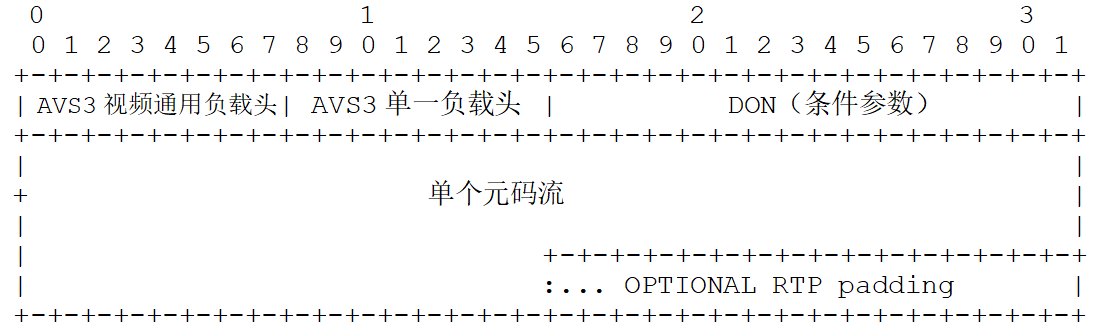 0                   1                   2                   3
0 1 2 3 4 5 6 7 8 9 0 1 2 3 4 5 6 7 8 9 0 1 2 3 4 5 6 7 8 9 0 1
+-+-+-+-+-+-+-+-+-+-+-+-+-+-+-+-+-+-+-+-+-+-+-+-+-+-+-+-+-+-+-+-+
| AVS3 视频通用负载头| AVS3 单一负载头 | DON（条件参数） |
+-+-+-+-+-+-+-+-+-+-+-+-+-+-+-+-+-+-+-+-+-+-+-+-+-+-+-+-+-+-+-+-+
| |
+ 单个元码流 |
| |
| +-+-+-+-+-+-+-+-+-+-+-+-+-+-+-+-+
| :... OPTIONAL RTP padding |
+-+-+-+-+-+-+-+-+-+-+-+-+-+-+-+-+-+-+-+-+-+-+-+-+-+-+-+-+-+-+-+-+